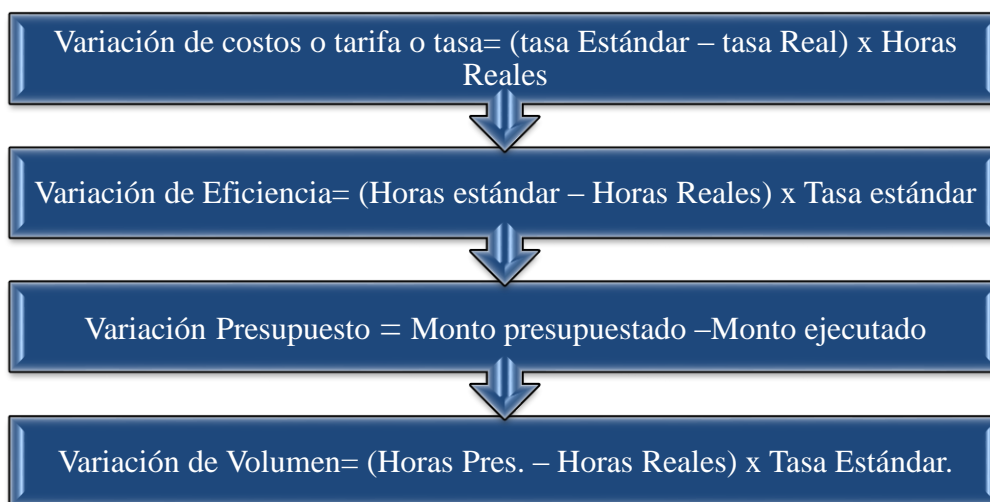 Variación de costos o tarifa o tasa= (tasa Estándar – tasa Real) x Horas
Reales
Variación de Eficiencia= (Horas estándar – Horas Reales) x Tasa estándar
Variación Presupuesto = Monto presupuestado –Monto ejecutado
Variación de Volumen= (Horas Pres. – Horas Reales) x Tasa Estándar.